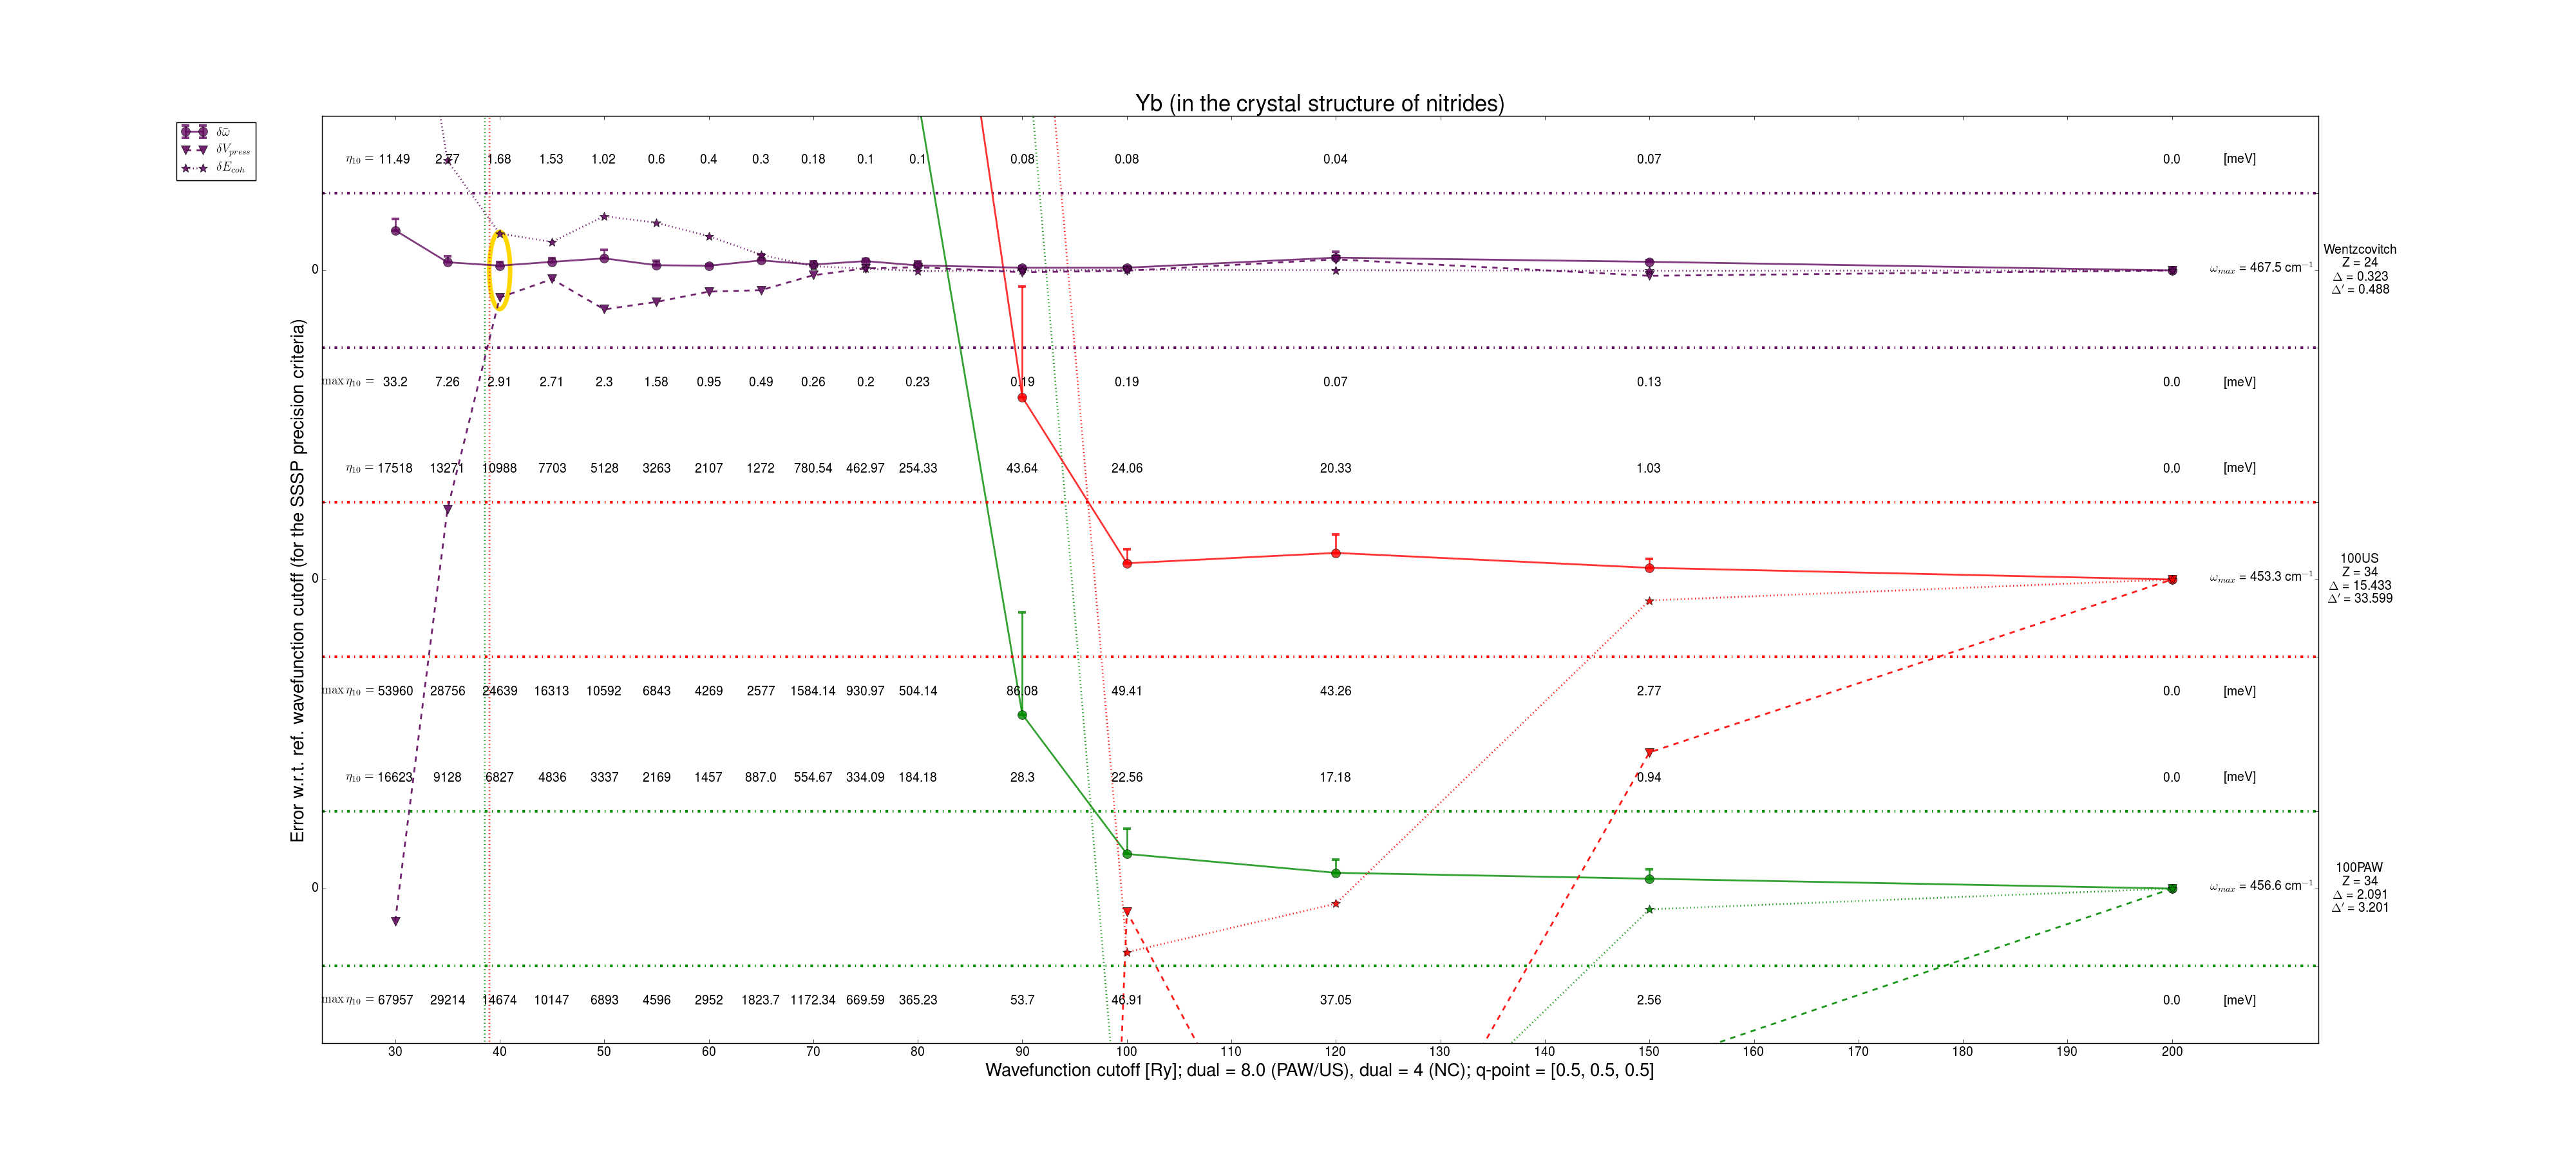 Yb (in the crystal structure of nitrides)
δω̄
δV_press
δE_coh
η₁₀ = 11.49 2.77 1.68 1.53 1.02 0.6 0.4 0.3 0.18 0.1 0.1 0.08 0.08 0.04 0.07 0.0 [meV]
0
ω_max = 467.5 cm⁻¹
Wentzcovitch
Z = 24
Δ = 0.323
Δ′ = 0.488
max η₁₀ = 33.2 7.26 2.91 2.71 2.3 1.58 0.95 0.49 0.26 0.2 0.23 0.19 0.19 0.07 0.13 0.0 [meV]
η₁₀ = 17518 13271 10988 7703 5128 3263 2107 1272 780.54 462.97 254.33 43.64 24.06 20.33 1.03 0.0 [meV]
0
ω_max = 453.3 cm⁻¹
100US
Z = 34
Δ = 15.433
Δ′ = 33.599
max η₁₀ = 53960 28756 24639 16313 10592 6843 4269 2577 1584.14 930.97 504.14 86.08 49.41 43.26 2.77 0.0 [meV]
η₁₀ = 16623 9128 6827 4836 3337 2169 1457 887.0 554.67 334.09 184.18 28.3 22.56 17.18 0.94 0.0 [meV]
0
ω_max = 456.6 cm⁻¹
100PAW
Z = 34
Δ = 2.091
Δ′ = 3.201
max η₁₀ = 67957 29214 14674 10147 6893 4596 2952 1823.7 1172.34 669.59 365.23 53.7 46.91 37.05 2.56 0.0 [meV]
30 40 50 60 70 80 90 100 110 120 130 140 150 160 170 180 190 200
Wavefunction cutoff [Ry]; dual = 8.0 (PAW/US), dual = 4 (NC); q-point = [0.5, 0.5, 0.5]
Error w.r.t. ref. wavefunction cutoff (for the SSSP precision criteria)